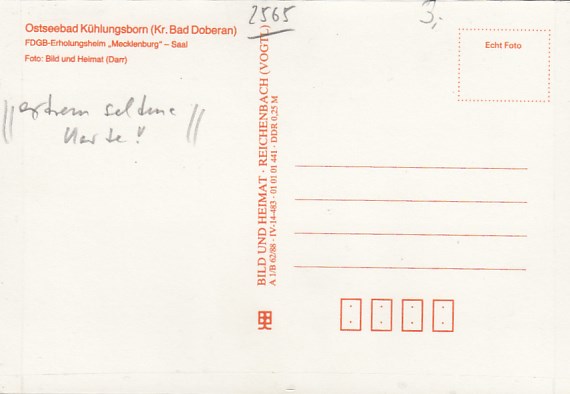 2565
3,-
Ostseebad Kühlungsborn (Kr. Bad Doberan)
FDGB-Erholungsheim „Mecklenburg" – Saal
Foto: Bild und Heimat (Darr)
extrem seltene
Karte!!
BILD UND HEIMAT · REICHENBACH (VOGTL)
A 1/B 62/88 · IV-14-483 · 01 01 01 441 · DDR 0,25 M
Echt Foto